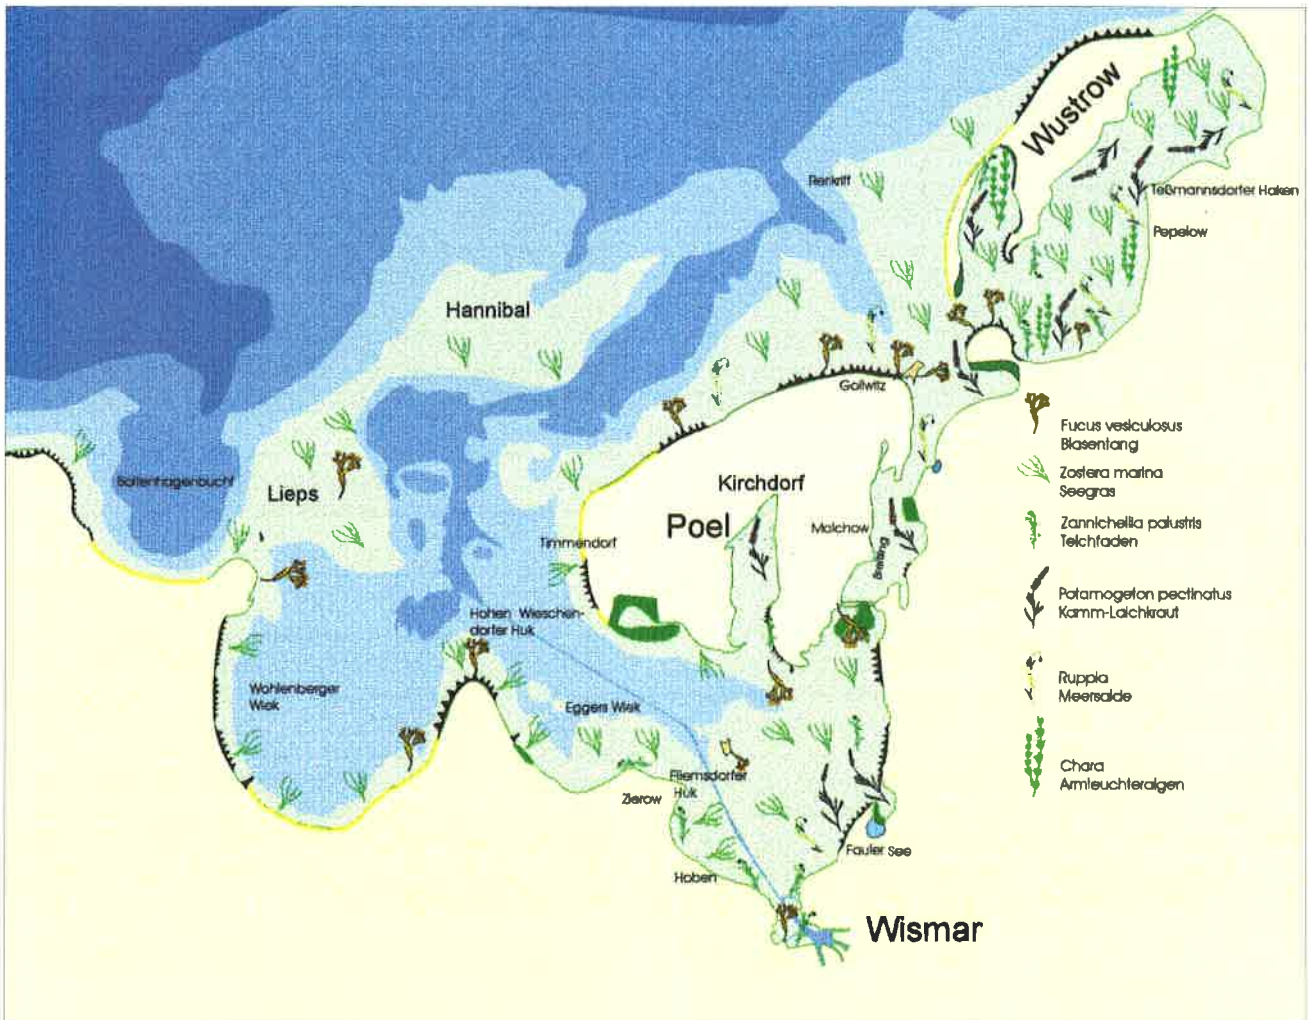 Wustrow
Rerikriff
Teßmannsdorfer Haken
Pepelow
Hannibal
Gollwitz
Fucus vesiculosus
Blasentang
Boltenhagenbucht
Lieps
Kirchdorf
Zostera marina
Seegras
Poel
Malchow
Zannichellia palustris
Teichfaden
Timmendorf
Breitling
Potamogeton pectinatus
Kamm-Laichkraut
Hohen Wieschen-
dorfer Huk
Wohlenberger
Wiek
Eggers Wiek
Ruppia
Meersalde
Fliemsdorfer
Huk
Zierow
Chara
Armleuchteralgen
Fauler See
Hoben
Wismar